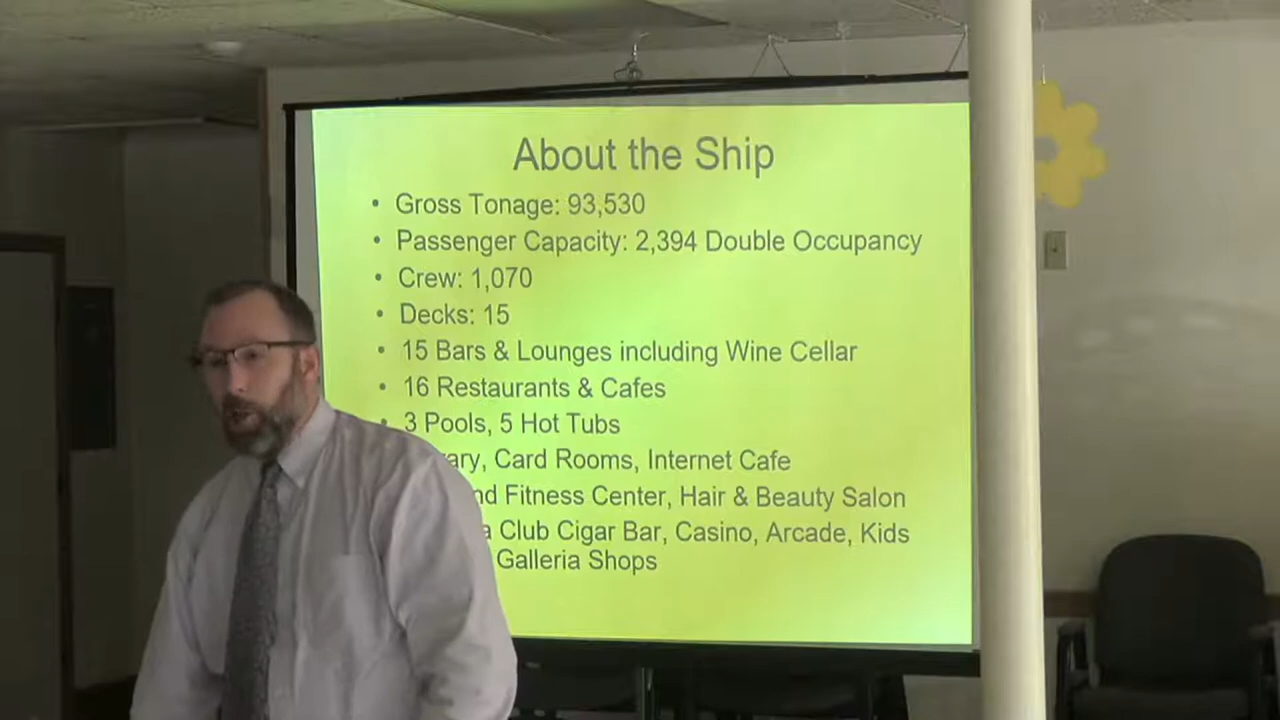 About the Ship
• Gross Tonage: 93,530
• Passenger Capacity: 2,394 Double Occupancy
• Crew: 1,070
• Decks: 15
• 15 Bars & Lounges including Wine Cellar
• 16 Restaurants & Cafes
• 3 Pools, 5 Hot Tubs
Card Rooms, Internet Cafe
Fitness Center, Hair & Beauty Salon
Club Cigar Bar, Casino, Arcade, Kids
Galleria Shops